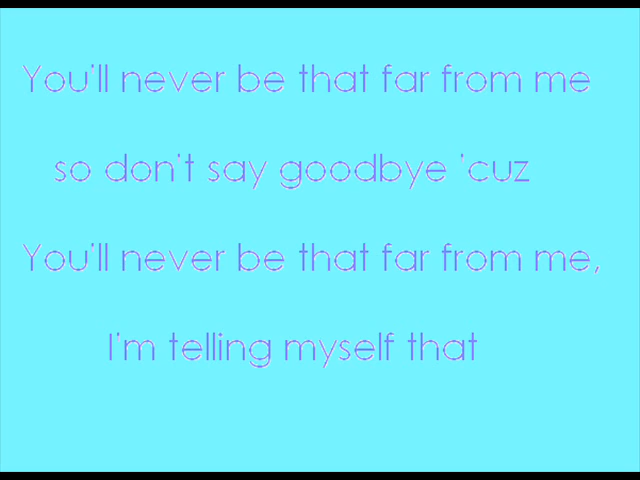 You'll never be that far from me
so don't say goodbye 'cuz
You'll never be that far from me,
I'm telling myself that